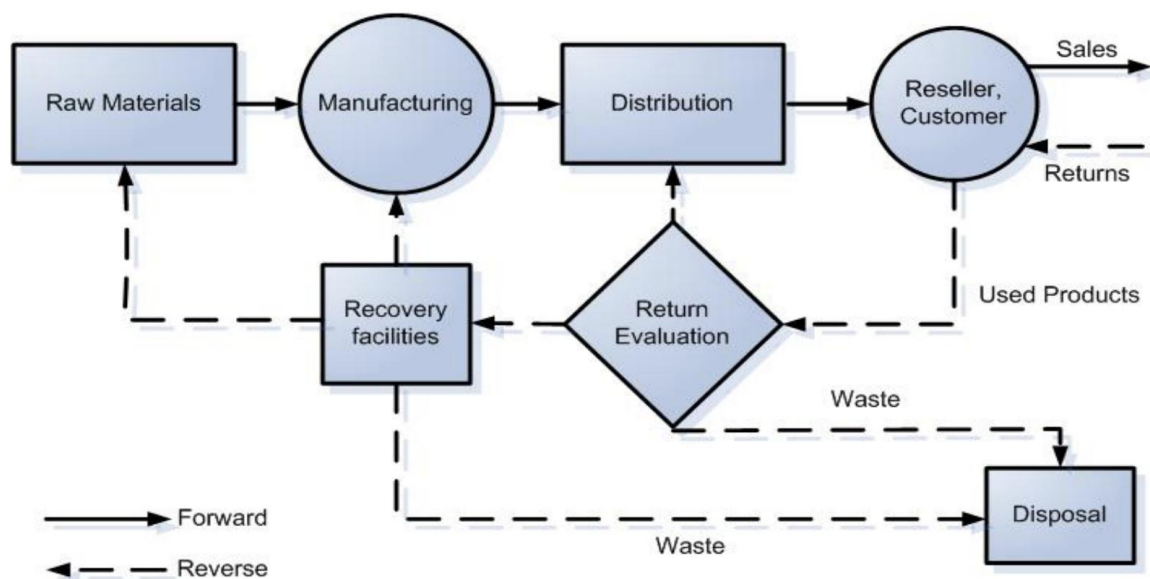 Raw Materials
Manufacturing
Distribution
Reseller,
Customer
Sales
Returns
Recovery
facilities
Return
Evaluation
Used Products
Waste
Disposal
Waste
Forward
Reverse